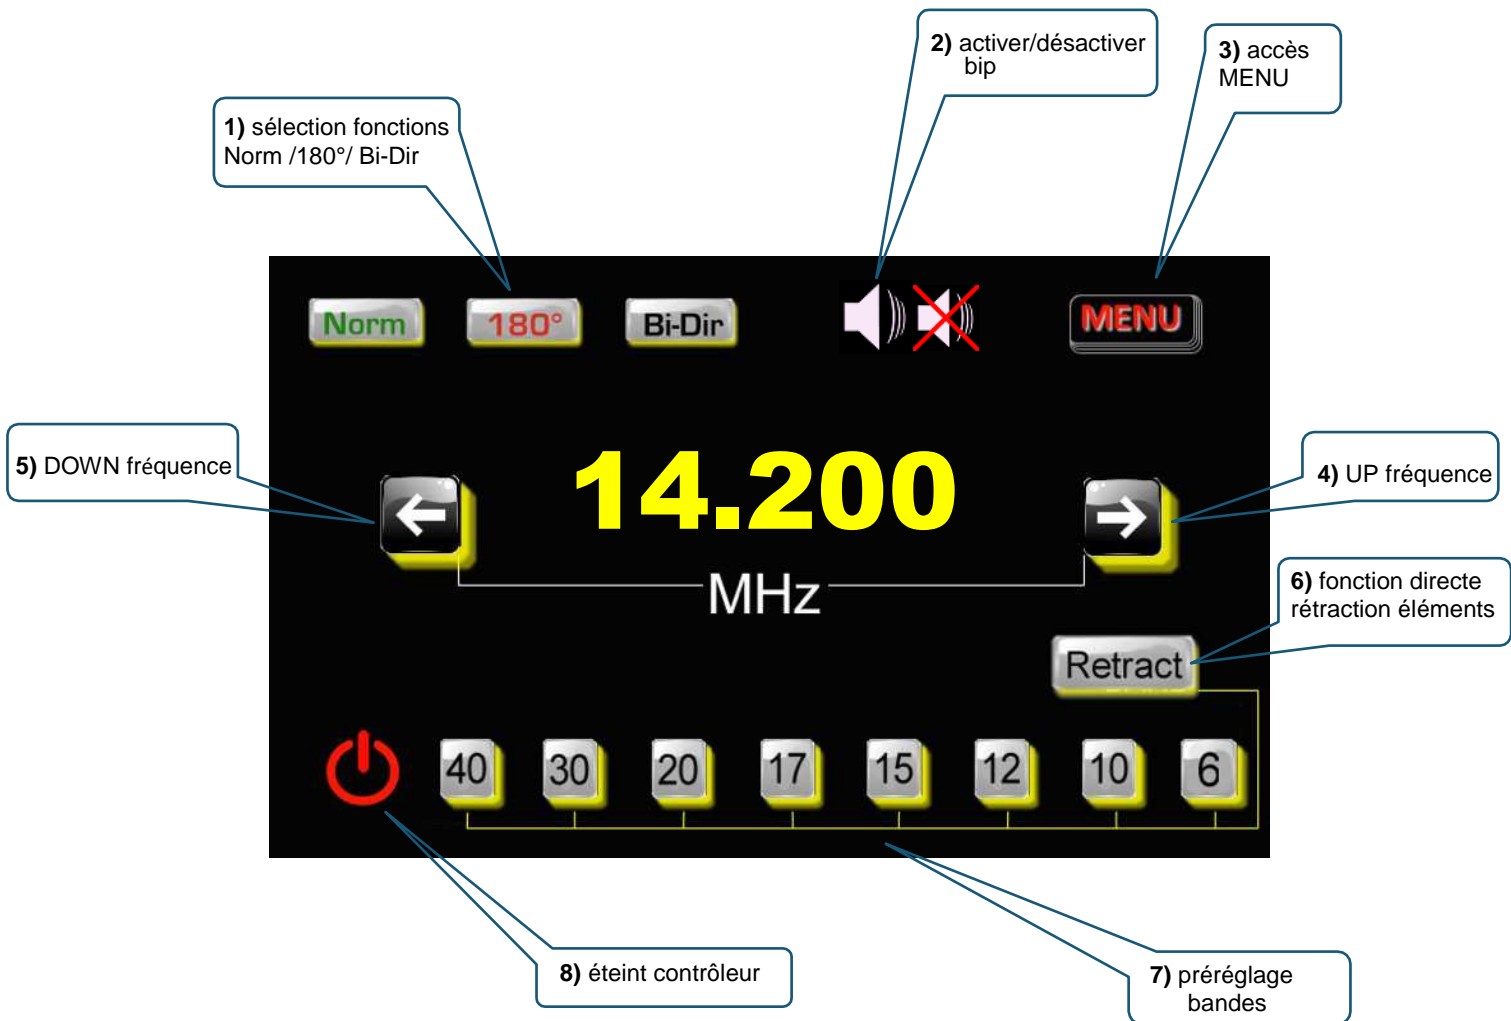 2) activer/désactiver
bip
3) accès
MENU
1) sélection fonctions
Norm /180°/ Bi-Dir
Norm
180°
Bi-Dir
MENU
5) DOWN fréquence
14.200
4) UP fréquence
MHz
6) fonction directe
rétraction éléments
Retract
40
30
20
17
15
12
10
6
8) éteint contrôleur
7) préréglage
bandes